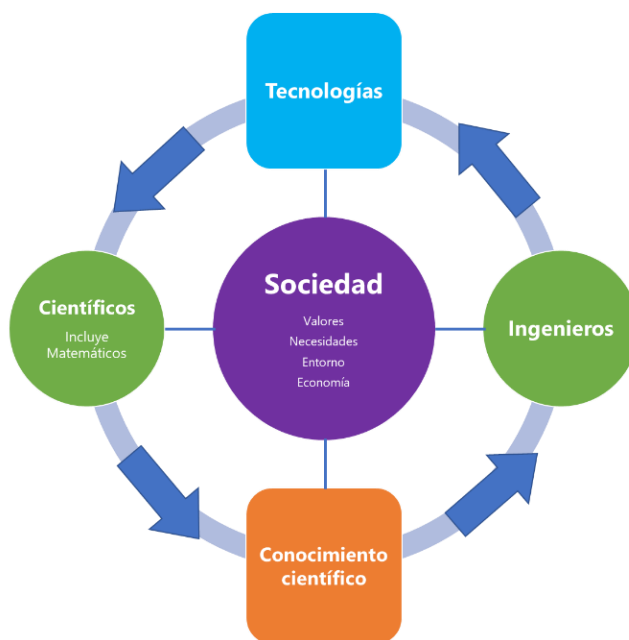 Tecnologías
Científicos
Incluye
Matemáticos
Sociedad
Valores
Necesidades
Entorno
Economía
Ingenieros
Conocimiento
científico